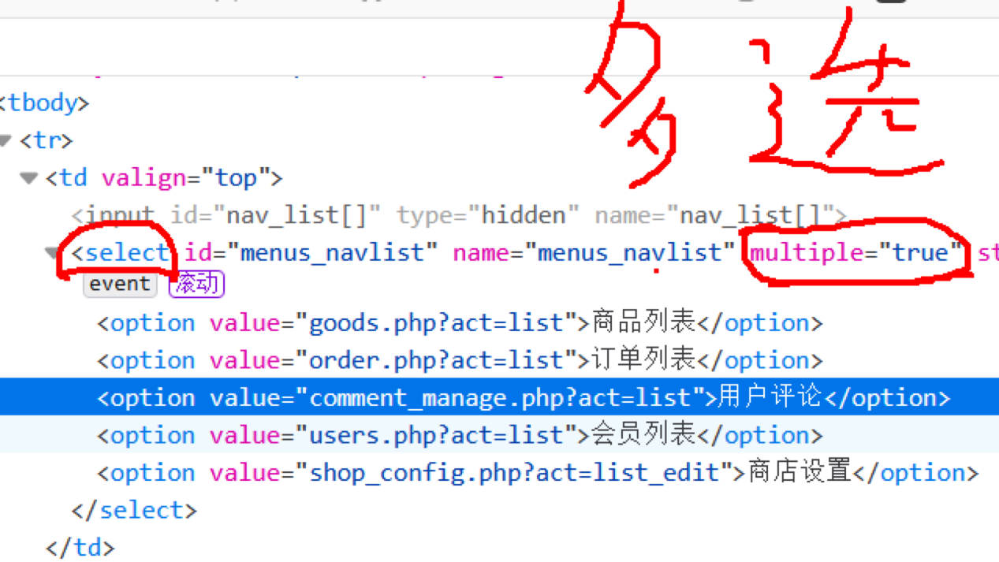 多选
<tbody>
<tr>
<td valign="top">
<input id="nav_list[]" type="hidden" name="nav_list[]">
<select id="menus_navlist" name="menus_navlist" multiple="true" st
event 滚动
<option value="goods.php?act=list">商品列表</option>
<option value="order.php?act=list">订单列表</option>
<option value="comment_manage.php?act=list">用户评论</option>
<option value="users.php?act=list">会员列表</option>
<option value="shop_config.php?act=list_edit">商店设置</option>
</select>
</td>